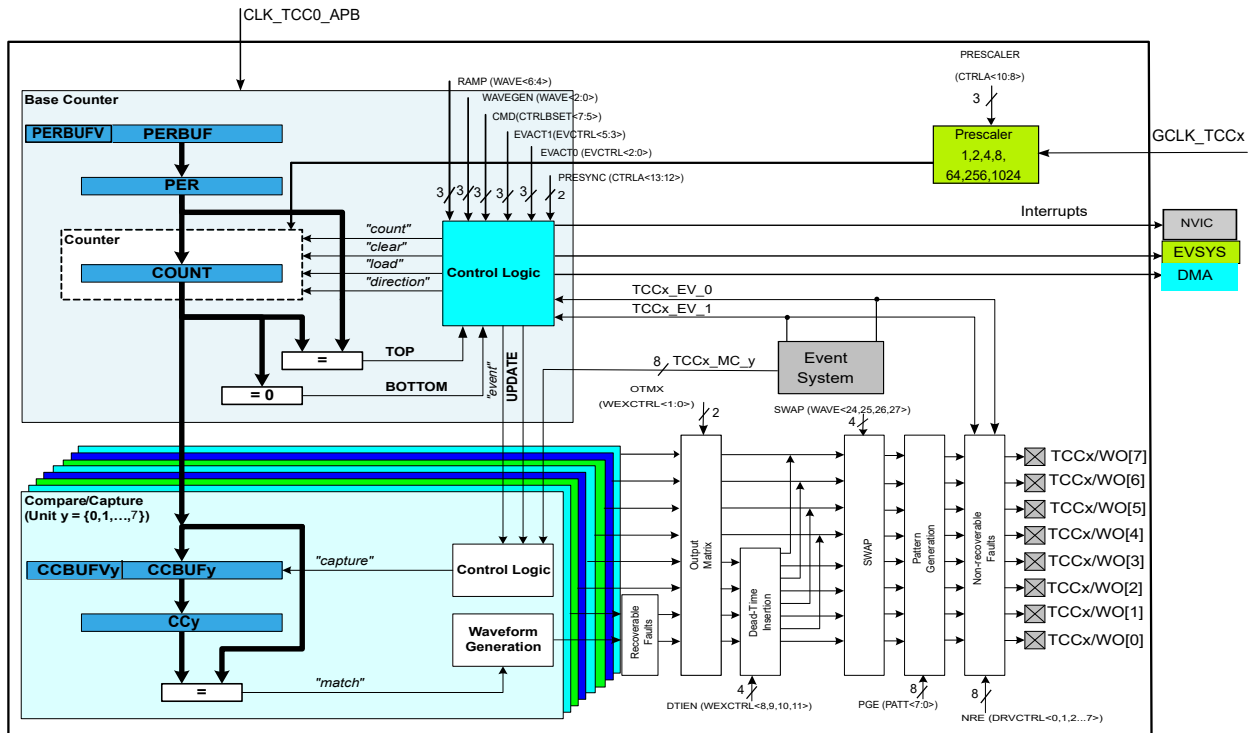 CLK_TCC0_APB
PRESCALER
(CTRLA<10:8>)
3
RAMP (WAVE<6:4>)
WAVEGEN (WAVE<2:0>)
CMD(CTRLBSET<7:5>)
EVACT1(EVCTRL<5:3>)
EVACT0 (EVCTRL<2:0>)
PRESYNC (CTRLA<13:12>)
3 3 3 3 3 2
Base Counter
PERBUFV PERBUF
PER
Prescaler
1,2,4,8,
64,256,1024
GCLK_TCCx
Counter
COUNT
"count"
"clear"
"load"
"direction"
Control Logic
Interrupts
NVIC
EVSYS
DMA
TCCx_EV_0
TCCx_EV_1
=
TOP
= 0
BOTTOM
"event"
UPDATE
8 TCCx_MC_y
Event
System
OTMX
(WEXCTRL<1:0>)
2
SWAP (WAVE<24,25,26,27>)
4
Compare/Capture
(Unit y = {0,1,...,7})
CCBUFVy CCBUFy
"capture"
Control Logic
CCy
Waveform
Generation
=
"match"
Recoverable
Faults
Output
Matrix
Dead-Time
Insertion
SWAP
Pattern
Generation
Non-recoverable
Faults
TCCx/WO[7]
TCCx/WO[6]
TCCx/WO[5]
TCCx/WO[4]
TCCx/WO[3]
TCCx/WO[2]
TCCx/WO[1]
TCCx/WO[0]
4
DTIEN (WEXCTRL<8,9,10,11>)
8
PGE (PATT<7:0>)
8
NRE (DRVCTRL<0,1,2...7>)